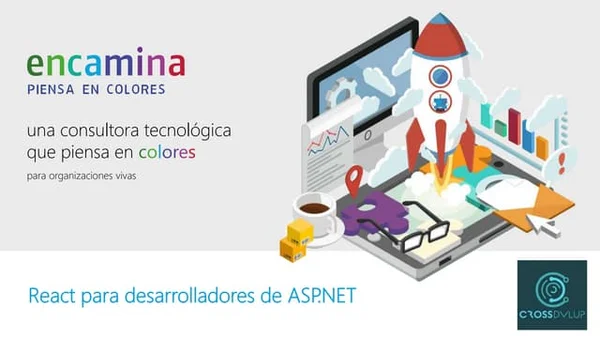 encamina
PIENSA EN COLORES
una consultora tecnológica
que piensa en colores
para organizaciones vivas
React para desarrolladores de ASP.NET
CROSSDVLUP